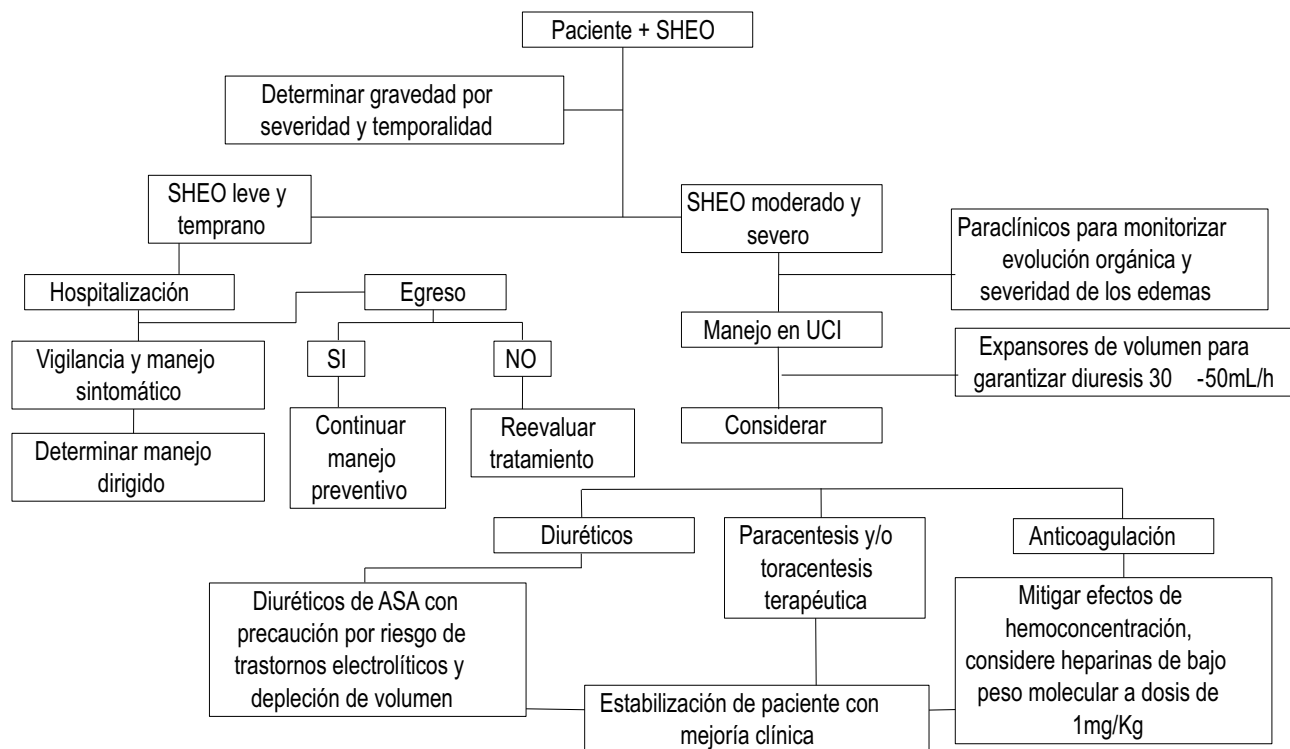 Paciente + SHEO
Determinar gravedad por
severidad y temporalidad
SHEO leve y
temprano
SHEO moderado y
severo
Paraclínicos para monitorizar
evolución orgánica y
severidad de los edemas
Hospitalización
Egreso
Manejo en UCI
Vigilancia y manejo
sintomático
SI
NO
Expansores de volumen para
garantizar diuresis 30 -50mL/h
Determinar manejo
dirigido
Continuar
manejo
preventivo
Reevaluar
tratamiento
Considerar
Diuréticos
Paracentesis y/o
toracentesis
terapéutica
Anticoagulación
Diuréticos de ASA con
precaución por riesgo de
trastornos electrolíticos y
depleción de volumen
Mitigar efectos de
hemoconcentración,
considere heparinas de bajo
peso molecular a dosis de
1mg/Kg
Estabilización de paciente con
mejoría clínica